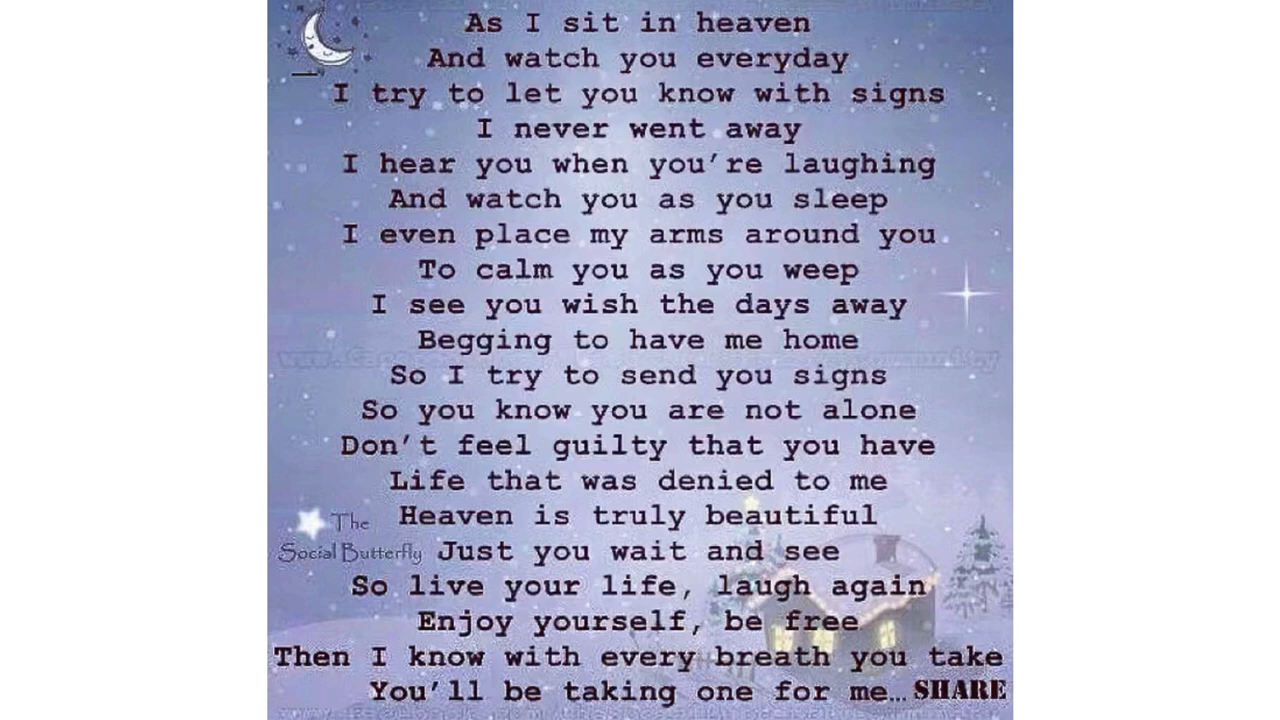 As I sit in heaven
And watch you everyday
I try to let you know with signs
I never went away
I hear you when you're laughing
And watch you as you sleep
I even place my arms around you
To calm you as you weep
I see you wish the days away
Begging to have me home
So I try to send you signs
So you know you are not alone
Don't feel guilty that you have
Life that was denied to me
Heaven is truly beautiful
The
Social Butterfly
Just you wait and see
So live your life, laugh again
Enjoy yourself, be free
Then I know with every breath you take
You'll be taking one for me… SHARE